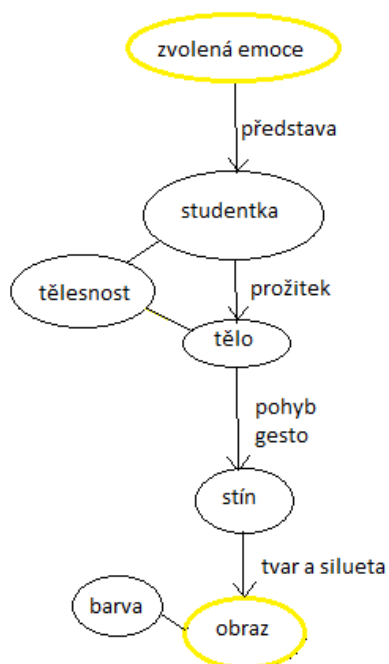 zvolená emoce
představa
studentka
tělesnost
prožitek
tělo
pohyb
gesto
stín
tvar a silueta
barva
obraz